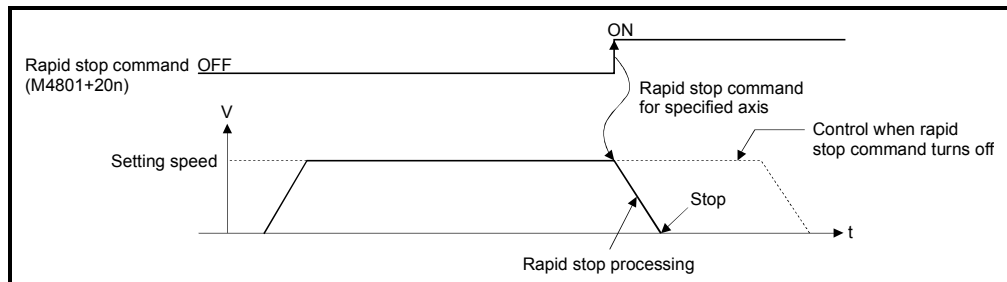 ON
Rapid stop command OFF
(M4801+20n)
Rapid stop command
for specified axis
V
Control when rapid
stop command turns off
Setting speed
Stop
t
Rapid stop processing